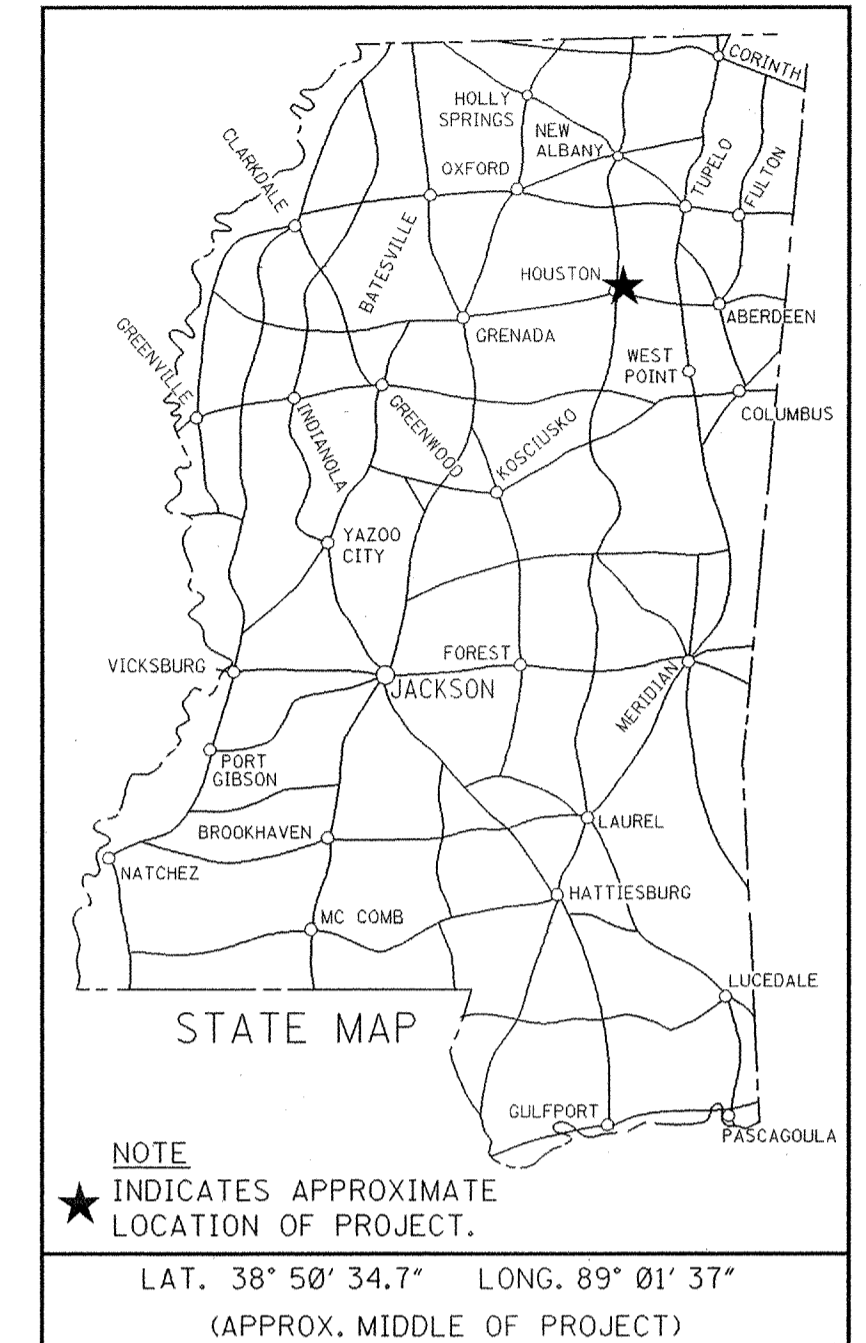 CORINTH
HOLLY
SPRINGS
NEW
ALBANY
CLARKDALE
OXFORD
TUPELO
FULTON
BATESVILLE
HOUSTON
GREENVILLE
GRENADA
ABERDEEN
WEST
POINT
INDIANOLA
GREENWOOD
KOSCIUSKO
COLUMBUS
YAZOO
CITY
VICKSBURG
FOREST
JACKSON
MERIDIAN
PORT
GIBSON
BROOKHAVEN
LAUREL
NATCHEZ
HATTIESBURG
MC COMB
LUCEDALE
STATE MAP
GULFPORT
PASCAGOULA
NOTE
INDICATES APPROXIMATE
LOCATION OF PROJECT.
LAT. 38° 50' 34.7" LONG. 89° 01' 37"
(APPROX. MIDDLE OF PROJECT)